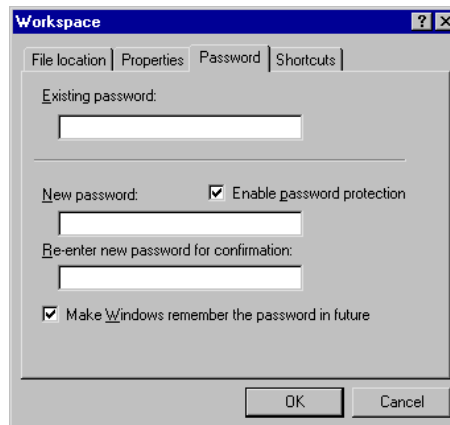 Workspace
File location Properties Password Shortcuts
Existing password:
New password: Enable password protection
Re-enter new password for confirmation:
Make Windows remember the password in future
OK Cancel